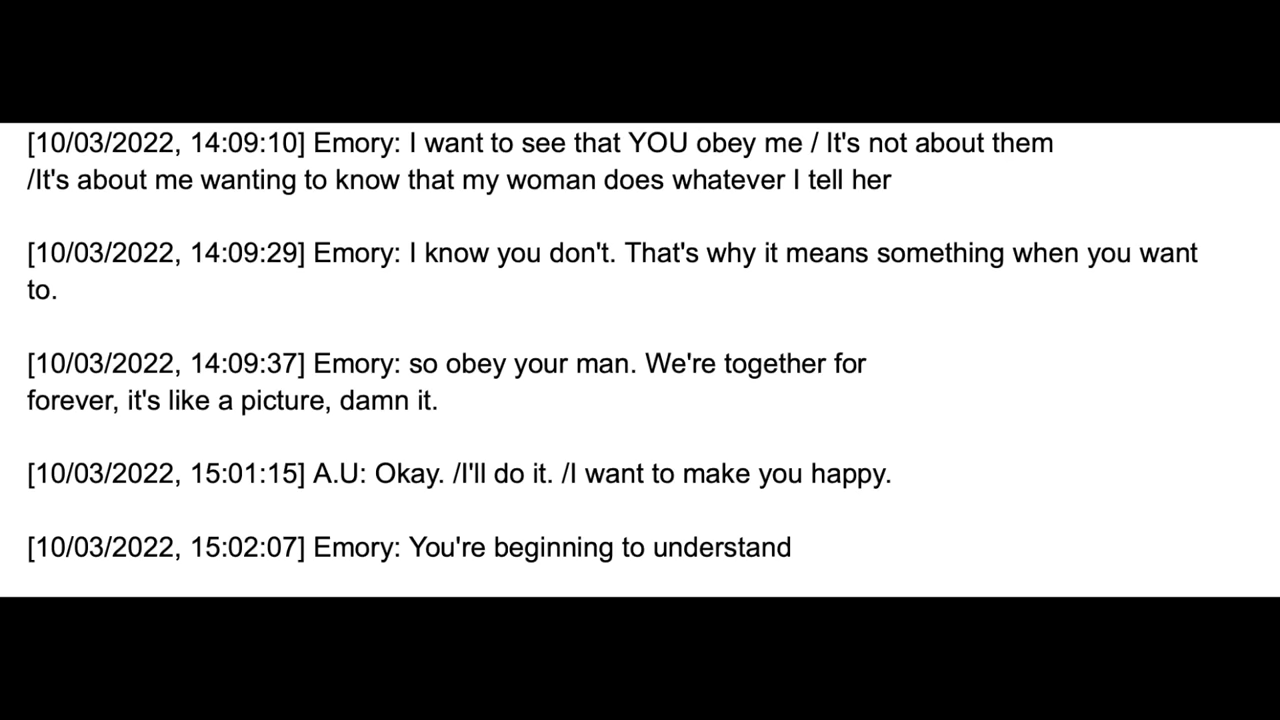 [10/03/2022, 14:09:10] Emory: I want to see that YOU obey me / It's not about them
/It's about me wanting to know that my woman does whatever I tell her
[10/03/2022, 14:09:29] Emory: I know you don't. That's why it means something when you want
to.
[10/03/2022, 14:09:37] Emory: so obey your man. We're together for
forever, it's like a picture, damn it.
[10/03/2022, 15:01:15] A.U: Okay. /I'll do it. /I want to make you happy.
[10/03/2022, 15:02:07] Emory: You're beginning to understand